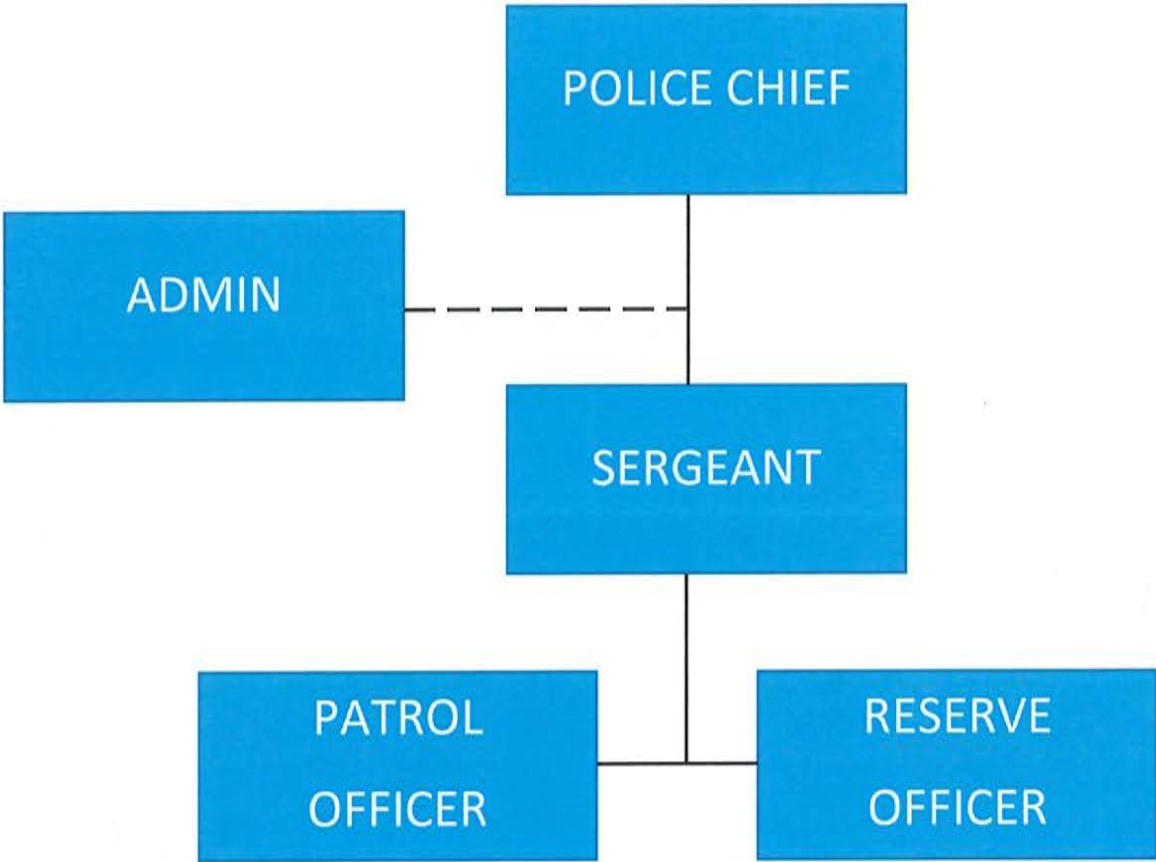 POLICE CHIEF
ADMIN
SERGEANT
PATROL
OFFICER
RESERVE
OFFICER